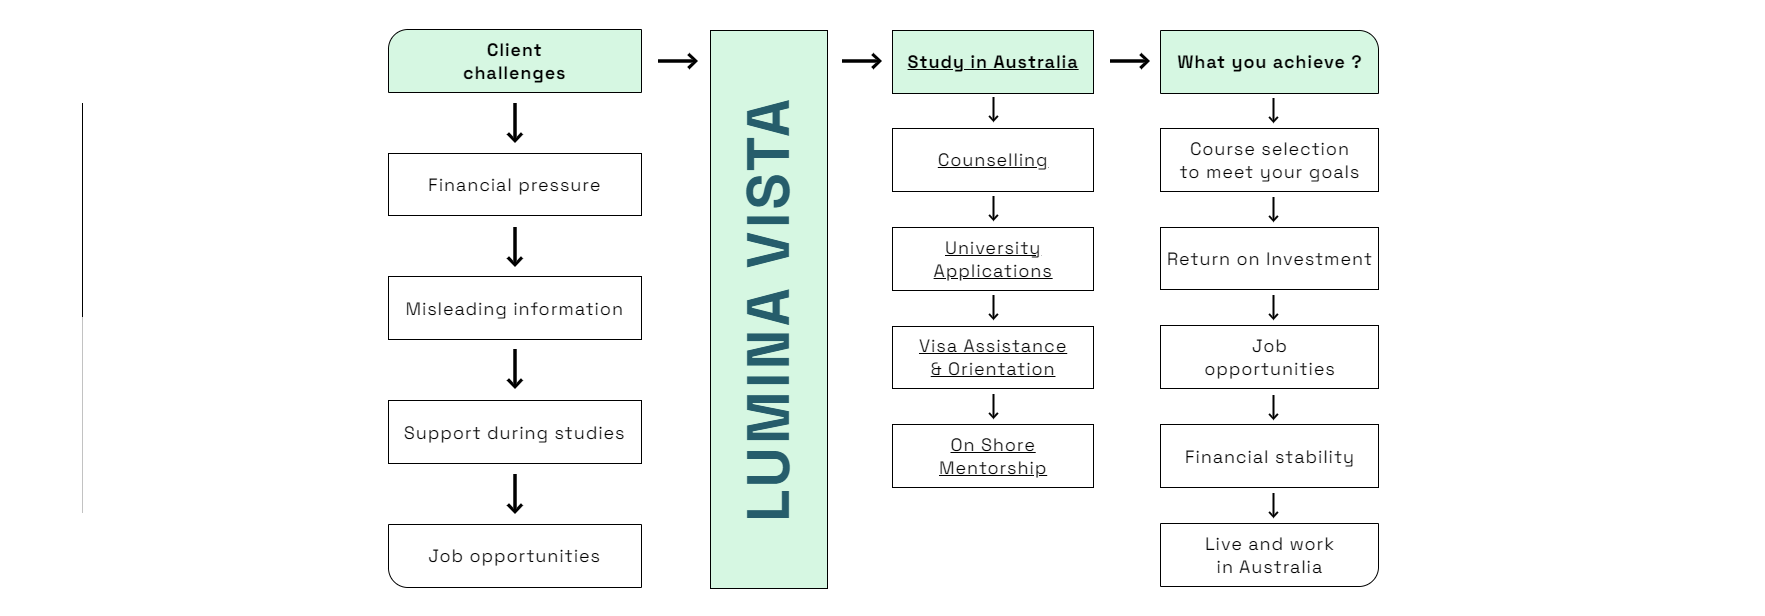 Client
challenges
Financial pressure
Misleading information
Support during studies
Job opportunities
LUMINA VISTA
Study in Australia
Counselling
University
Applications
Visa Assistance
& Orientation
On Shore
Mentorship
What you achieve ?
Course selection
to meet your goals
Return on Investment
Job
opportunities
Financial stability
Live and work
in Australia